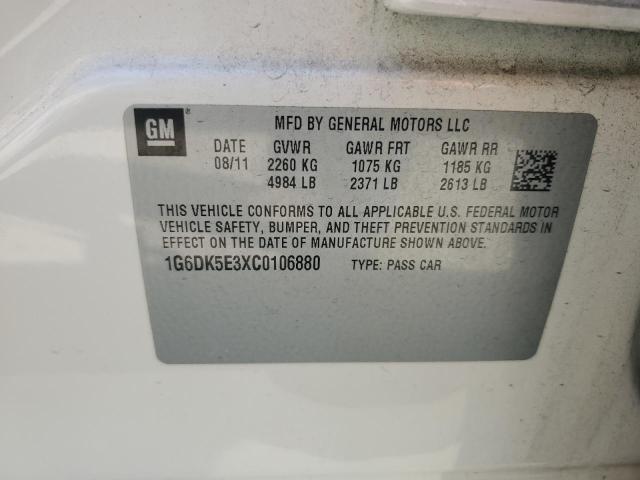 GM ®
MFD BY GENERAL MOTORS LLC
DATE GVWR GAWR FRT GAWR RR
08/11 2260 KG 1075 KG 1185 KG
4984 LB 2371 LB 2613 LB
THIS VEHICLE CONFORMS TO ALL APPLICABLE U.S. FEDERAL MOTOR
VEHICLE SAFETY, BUMPER, AND THEFT PREVENTION STANDARDS IN
EFFECT ON THE DATE OF MANUFACTURE SHOWN ABOVE.
1G6DK5E3XC0106880 TYPE: PASS CAR